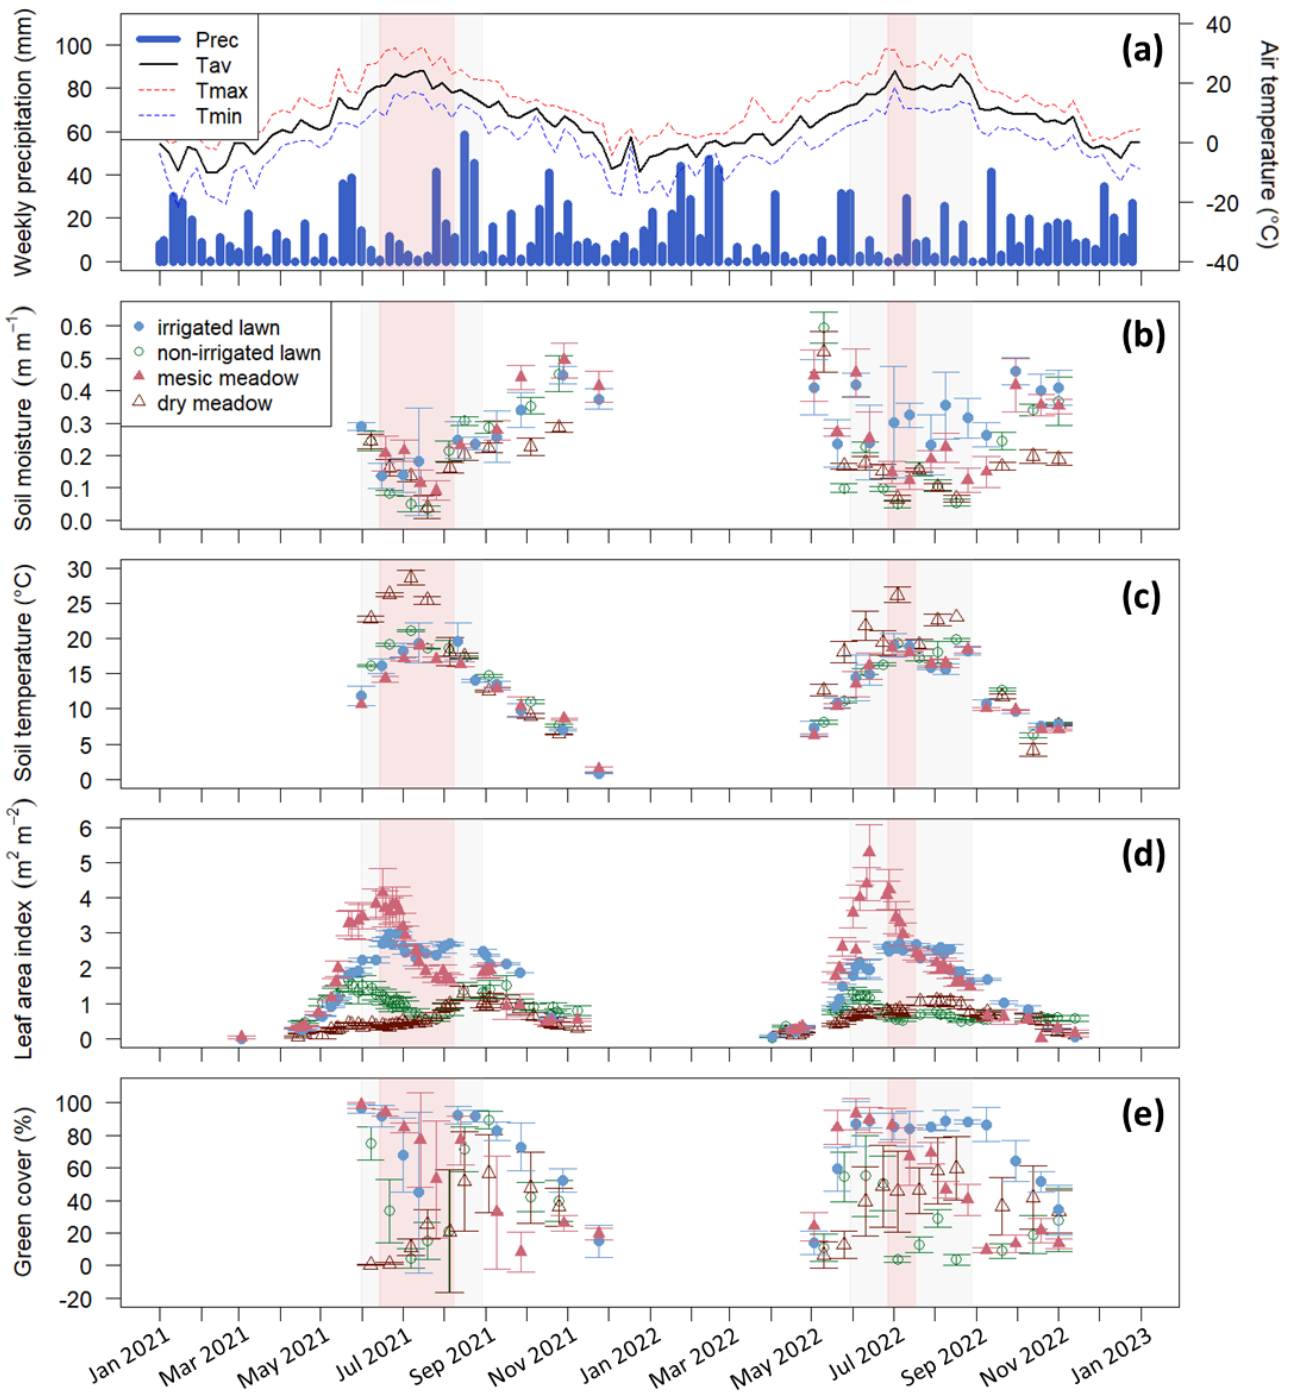 Weekly precipitation (mm)
100
80
60
40
20
0
Prec
Tav
Tmax
Tmin
(a)
40
20
0
-20
-40
Air temperature (°C)
Soil moisture (m m⁻¹)
0.6
0.5
0.4
0.3
0.2
0.1
0.0
irrigated lawn
non-irrigated lawn
mesic meadow
dry meadow
(b)
Soil temperature (°C)
30
25
20
15
10
5
0
(c)
Leaf area index (m² m⁻²)
6
5
4
3
2
1
0
(d)
Green cover (%)
100
80
60
40
20
0
-20
(e)
Jan 2021
Mar 2021
May 2021
Jul 2021
Sep 2021
Nov 2021
Jan 2022
Mar 2022
May 2022
Jul 2022
Sep 2022
Nov 2022
Jan 2023